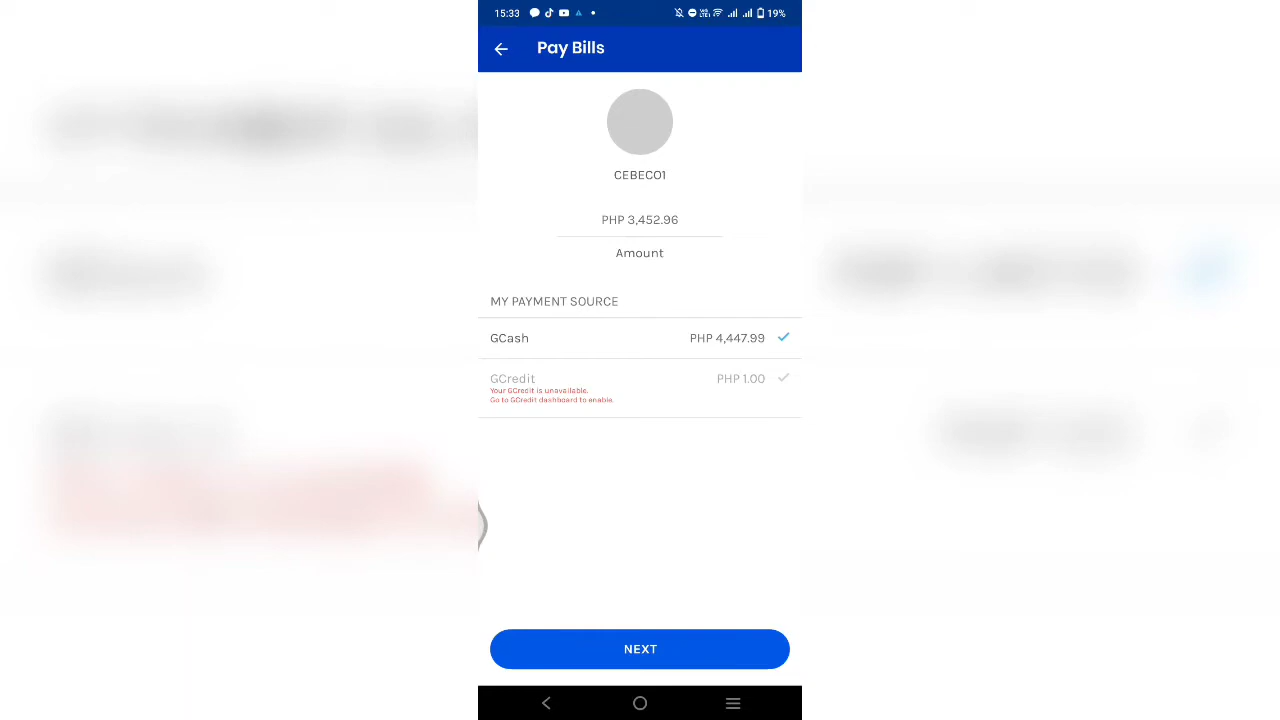 15:33 19%
Pay Bills
CEBECO1
PHP 3,452.96
Amount
MY PAYMENT SOURCE
GCash PHP 4,447.99
GCredit PHP 1.00
Your GCredit is unavailable.
Go to GCredit dashboard to enable.
NEXT